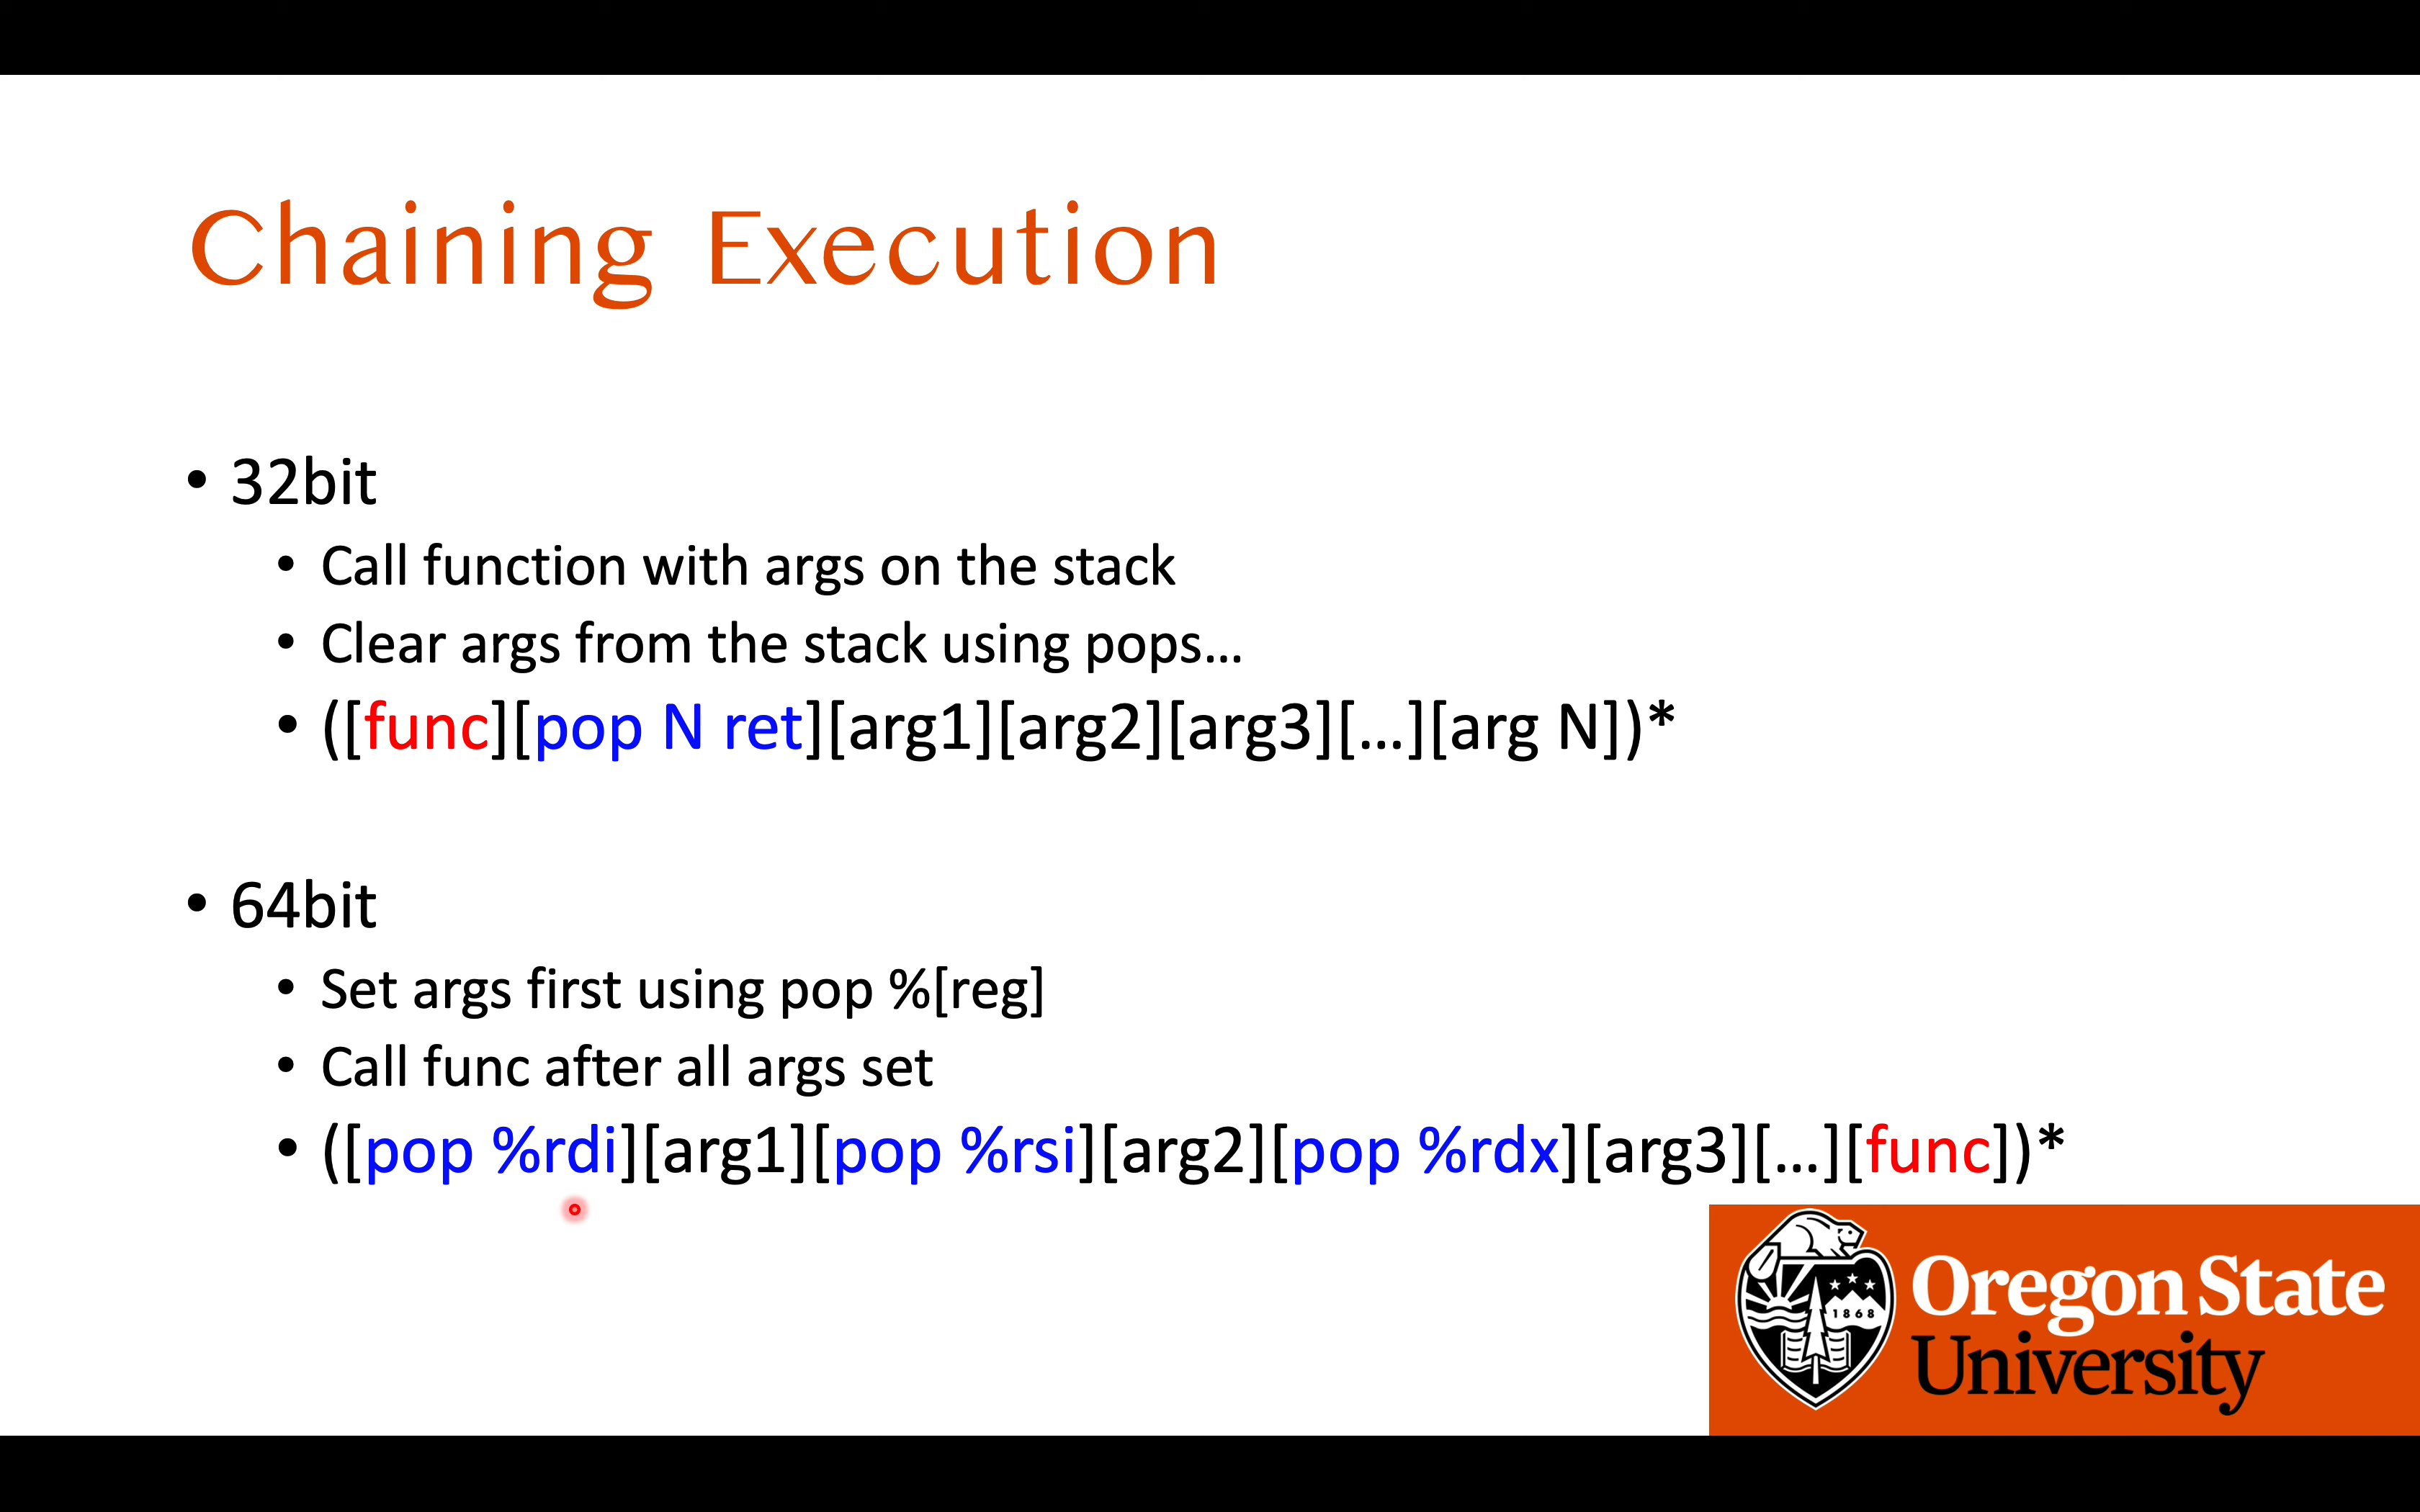 Chaining Execution
• 32bit
• Call function with args on the stack
• Clear args from the stack using pops...
• ([func][pop N ret][arg1][arg2][arg3][...][arg N])*
• 64bit
• Set args first using pop %[reg]
• Call func after all args set
• ([pop %rdi][arg1][pop %rsi][arg2][pop %rdx][arg3][...][func])*
1868
Oregon State
University